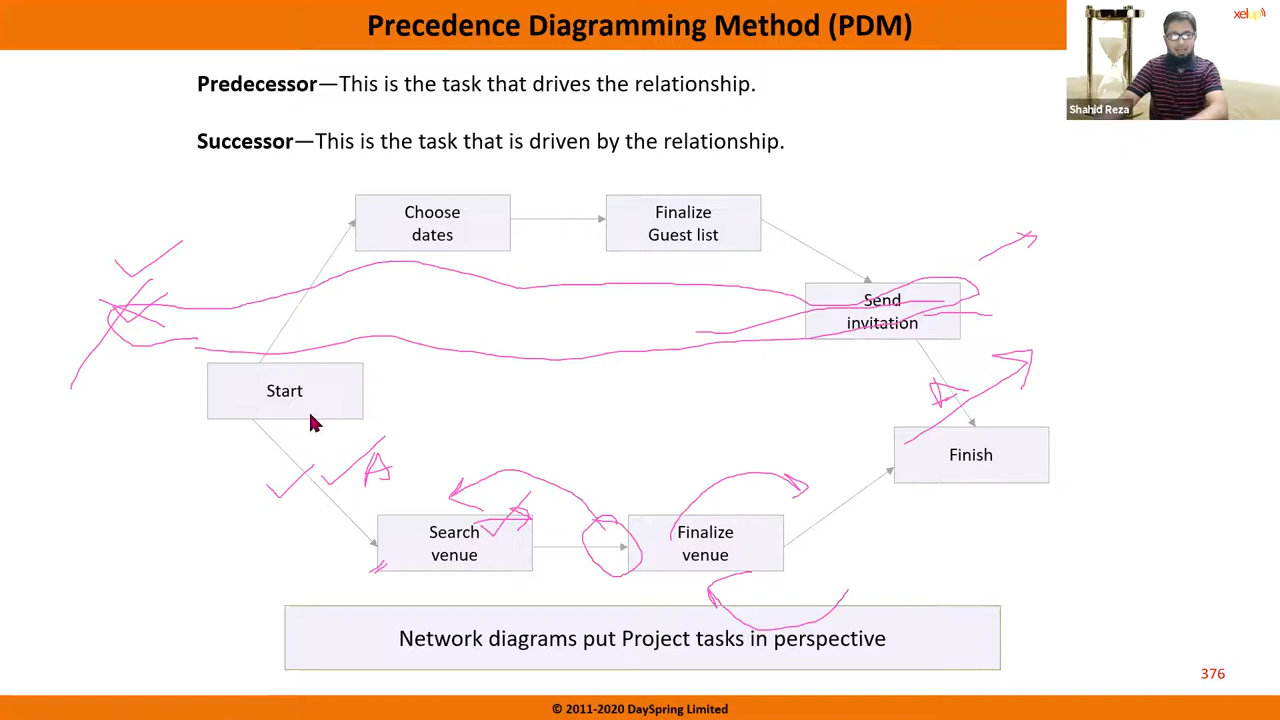 Precedence Diagramming Method (PDM)
xelup
Shahid Reza
Predecessor—This is the task that drives the relationship.
Successor—This is the task that is driven by the relationship.
Choose
dates
Finalize
Guest list
Send
invitation
Start
A
Finish
Search
venue
Finalize
venue
Network diagrams put Project tasks in perspective
376
© 2011-2020 DaySpring Limited